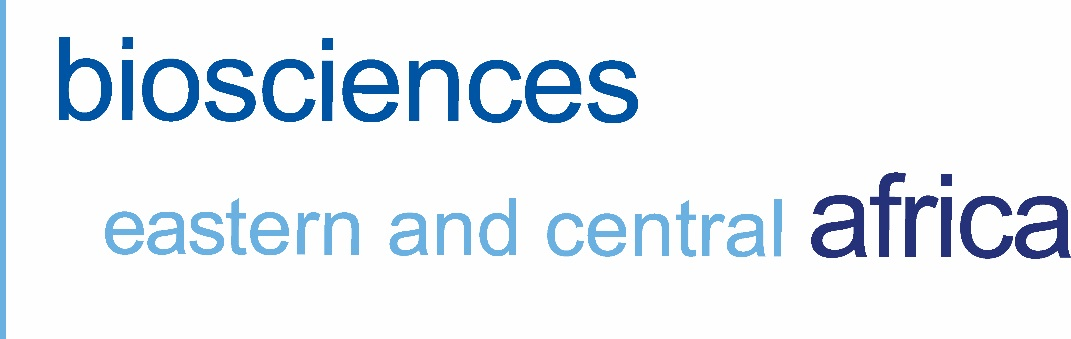 biosciences
eastern and central africa